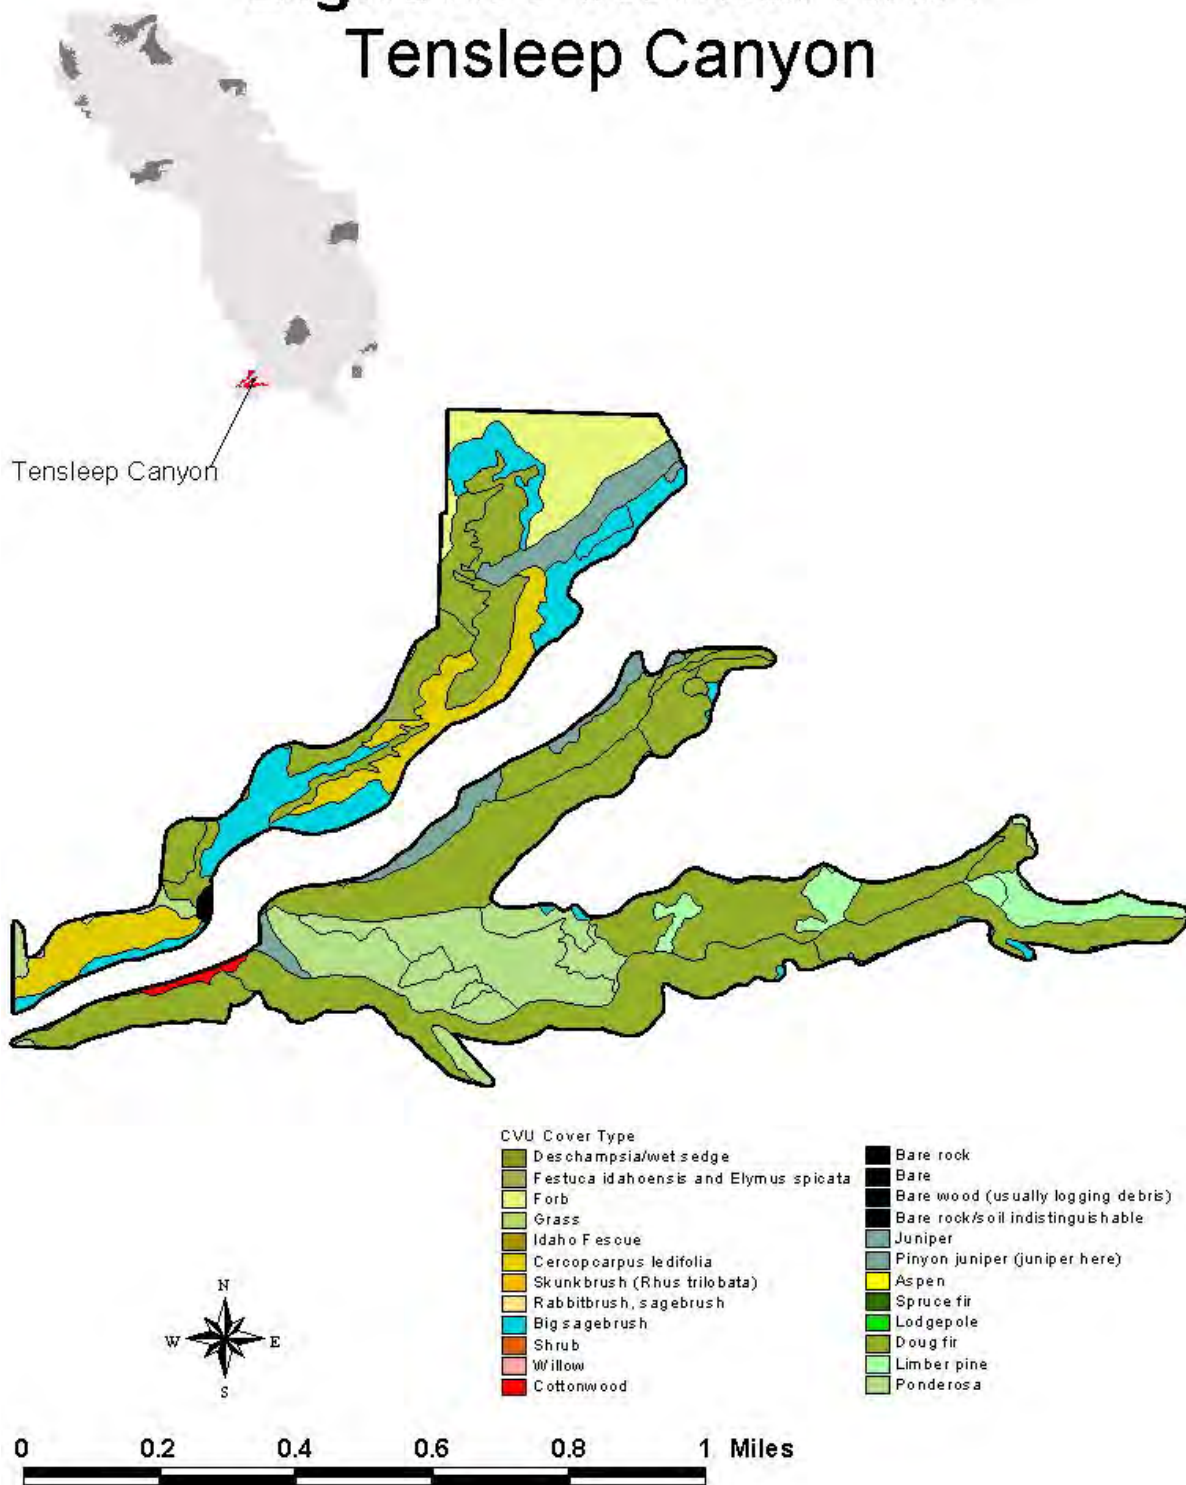 Tensleep Canyon
Tensleep Canyon
CVU Cover Type
Deschampsia/wet sedge
Festuca idahoensis and Elymus spicata
Forb
Grass
Idaho Fescue
Cercopcarpus ledifolia
Skunkbrush (Rhus trilobata)
Rabbitbrush, sagebrush
Big sagebrush
Shrub
Willow
Cottonwood
Bare rock
Bare
Bare wood (usually logging debris)
Bare rock/soil indistinguishable
Juniper
Pinyon juniper (juniper here)
Aspen
Spruce fir
Lodgepole
Doug fir
Limber pine
Ponderosa
N
W E
S
0 0.2 0.4 0.6 0.8 1 Miles